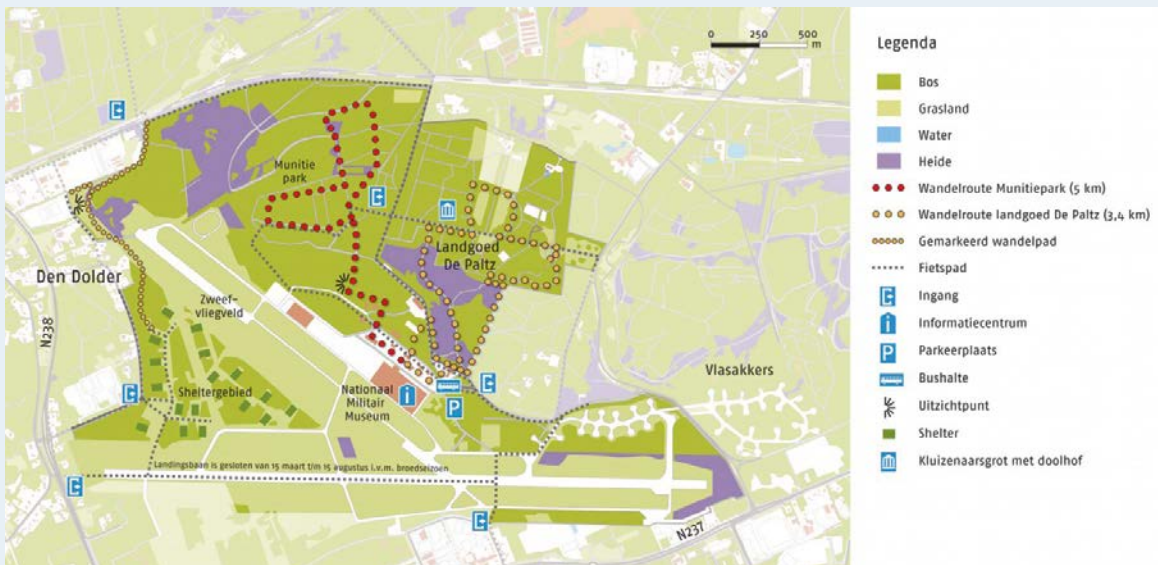 0 250 500
m
Munitie
park
Landgoed
De Paltz
Den Dolder
N238
Zweef-
vliegveld
Sheltergebied
Nationaal
Militair
Museum
i
P
Vlasakkers
Landingsbaan is gesloten van 15 maart t/m 15 augustus i.v.m. broedseizoen
N237
Legenda
Bos
Grasland
Water
Heide
Wandelroute Munitiepark (5 km)
Wandelroute landgoed De Paltz (3,4 km)
Gemarkeerd wandelpad
Fietspad
Ingang
i Informatiecentrum
P Parkeerplaats
Bushalte
Uitzichtpunt
Shelter
Kluizenaarsgrot met doolhof